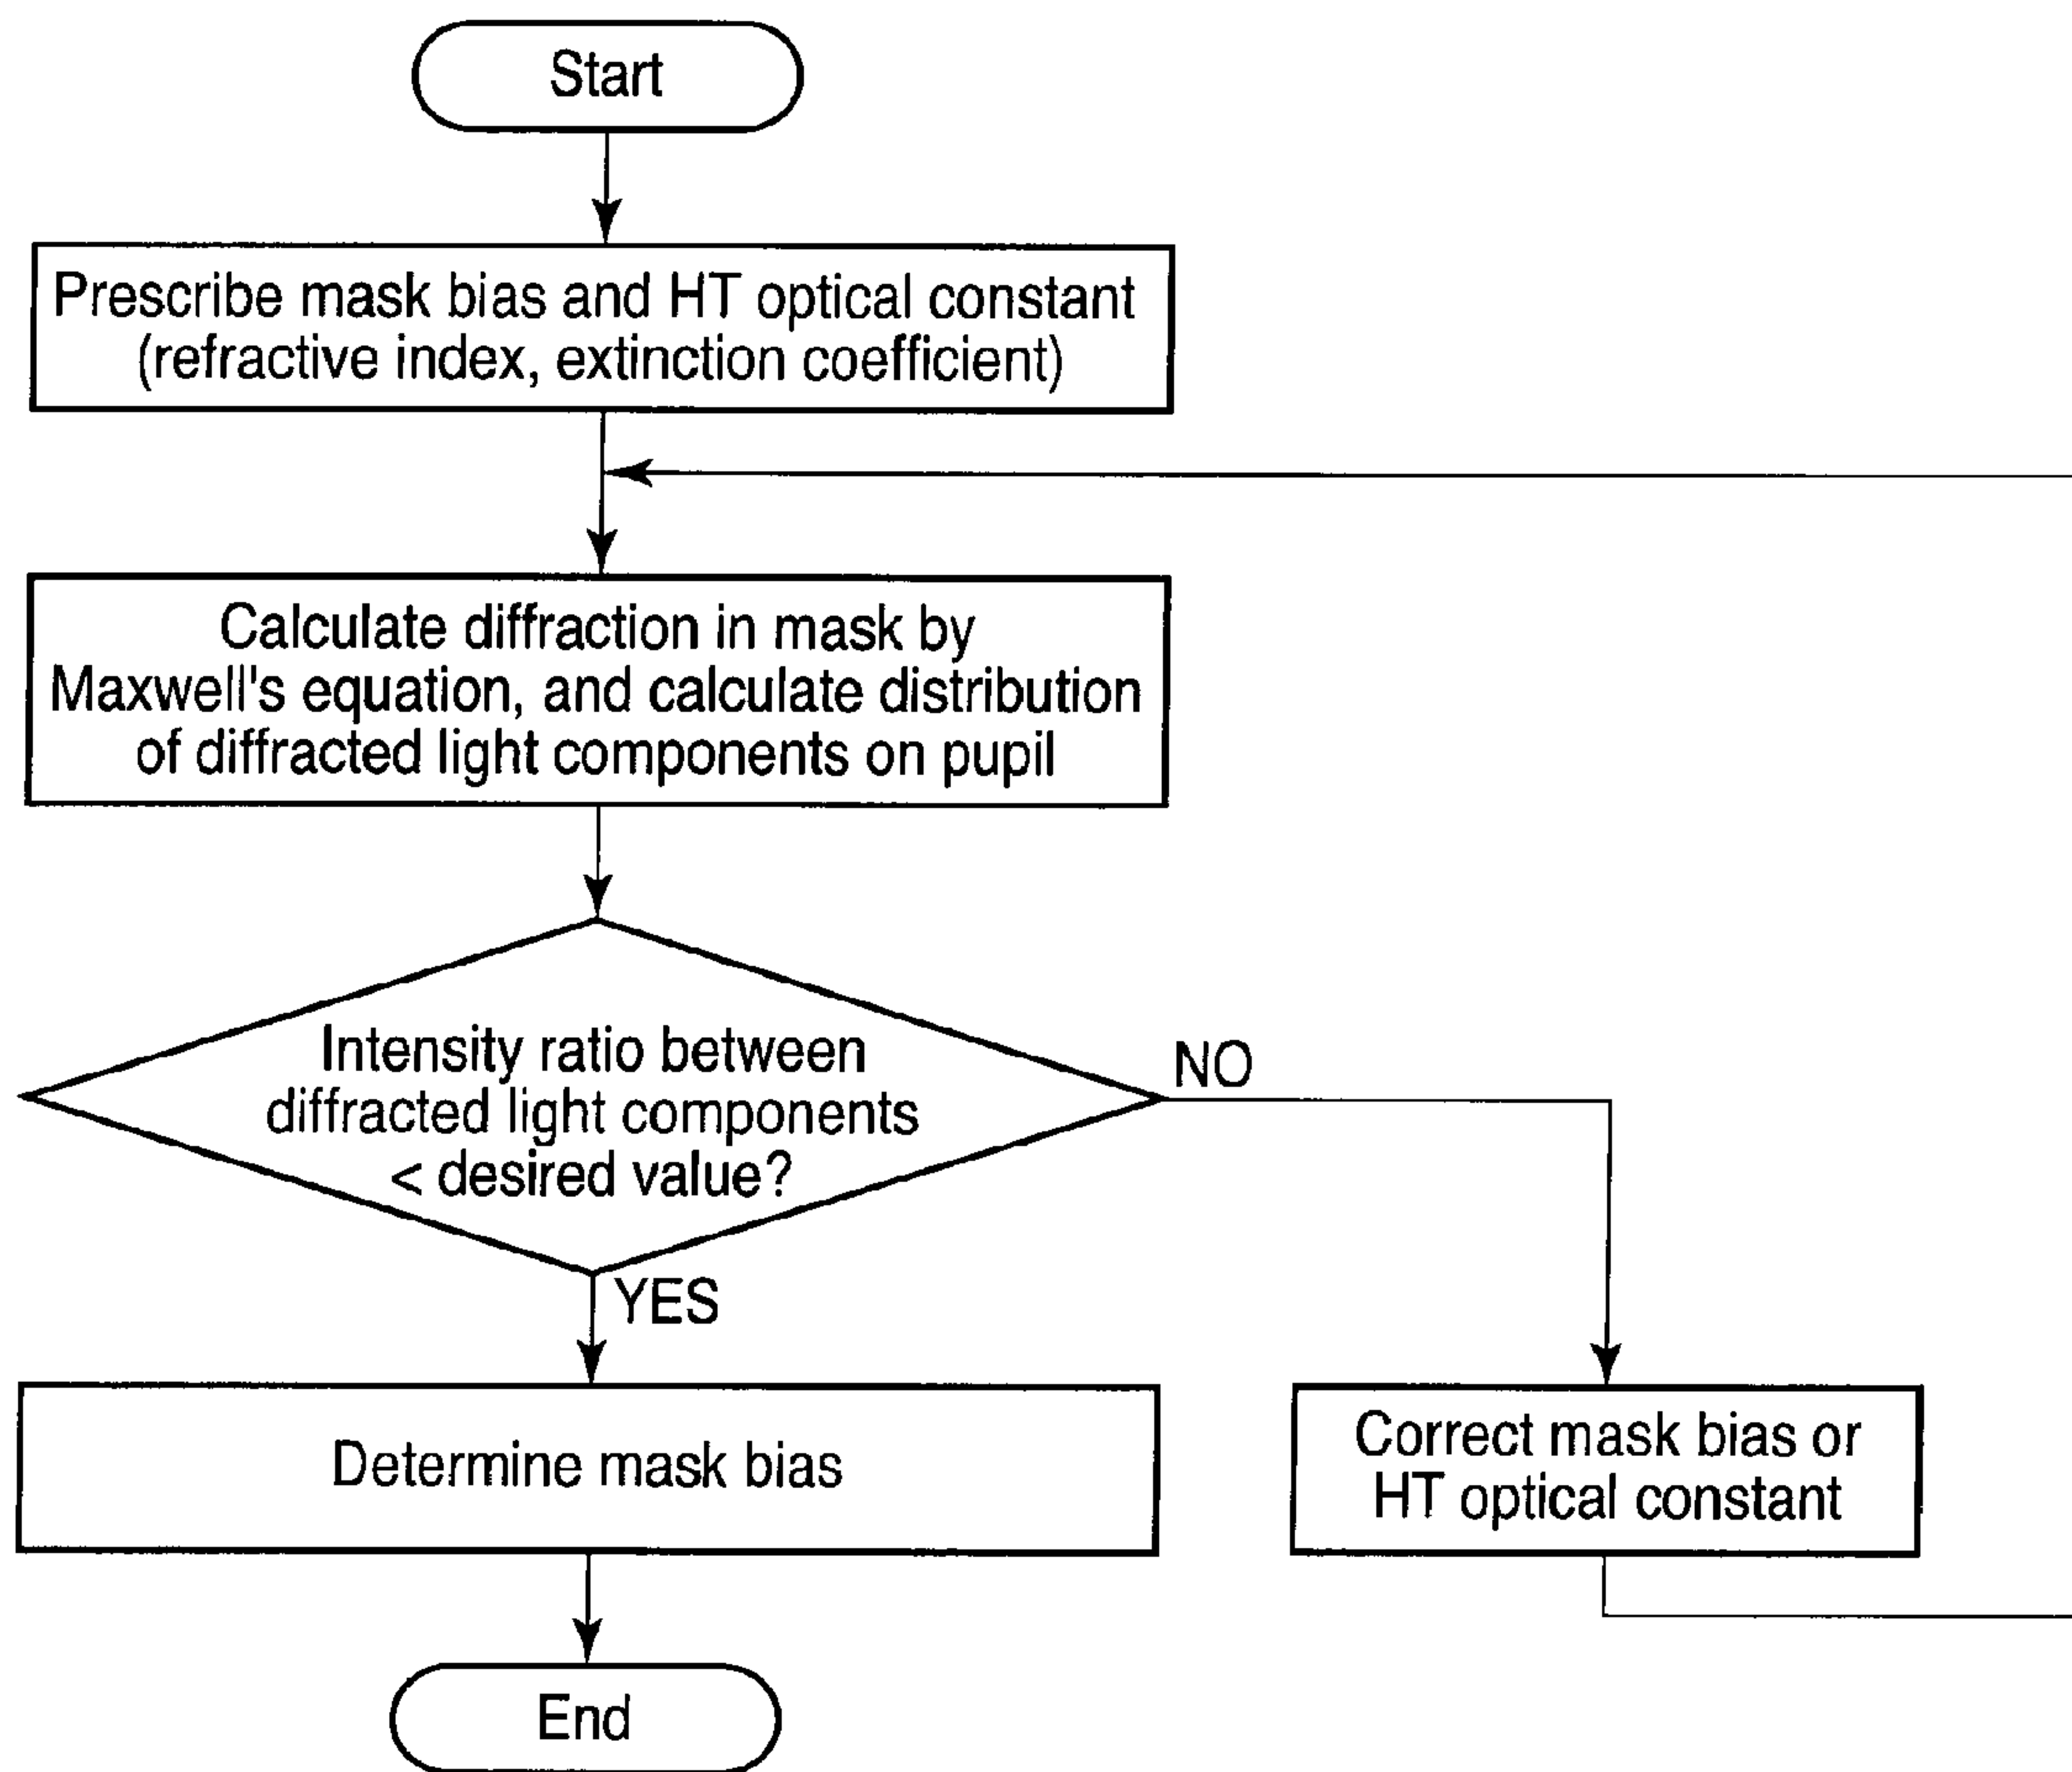 Start
Prescribe mask bias and HT optical constant
(refractive index, extinction coefficient)
Calculate diffraction in mask by
Maxwell's equation, and calculate distribution
of diffracted light components on pupil
Intensity ratio between
diffracted light components
< desired value?
NO
YES
Determine mask bias
Correct mask bias or
HT optical constant
End